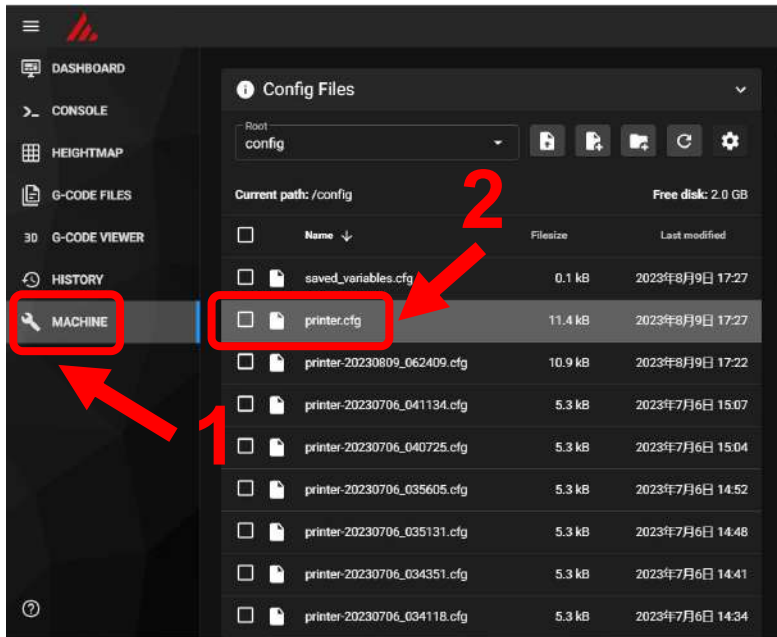 DASHBOARD
CONSOLE
HEIGHTMAP
G-CODE FILES
3D G-CODE VIEWER
HISTORY
MACHINE
1
2
Config Files
Root
config
Current path: /config Free disk: 2.0 GB
Name Filesize Last modified
saved_variables.cfg 0.1 kB 2023年8月9日 17:27
printer.cfg 11.4 kB 2023年8月9日 17:27
printer-20230809_062409.cfg 10.9 kB 2023年8月9日 17:22
printer-20230706_041134.cfg 5.3 kB 2023年7月6日 15:07
printer-20230706_040725.cfg 5.3 kB 2023年7月6日 15:04
printer-20230706_035605.cfg 5.3 kB 2023年7月6日 14:52
printer-20230706_035131.cfg 5.3 kB 2023年7月6日 14:48
printer-20230706_034351.cfg 5.3 kB 2023年7月6日 14:41
printer-20230706_034118.cfg 5.3 kB 2023年7月6日 14:34